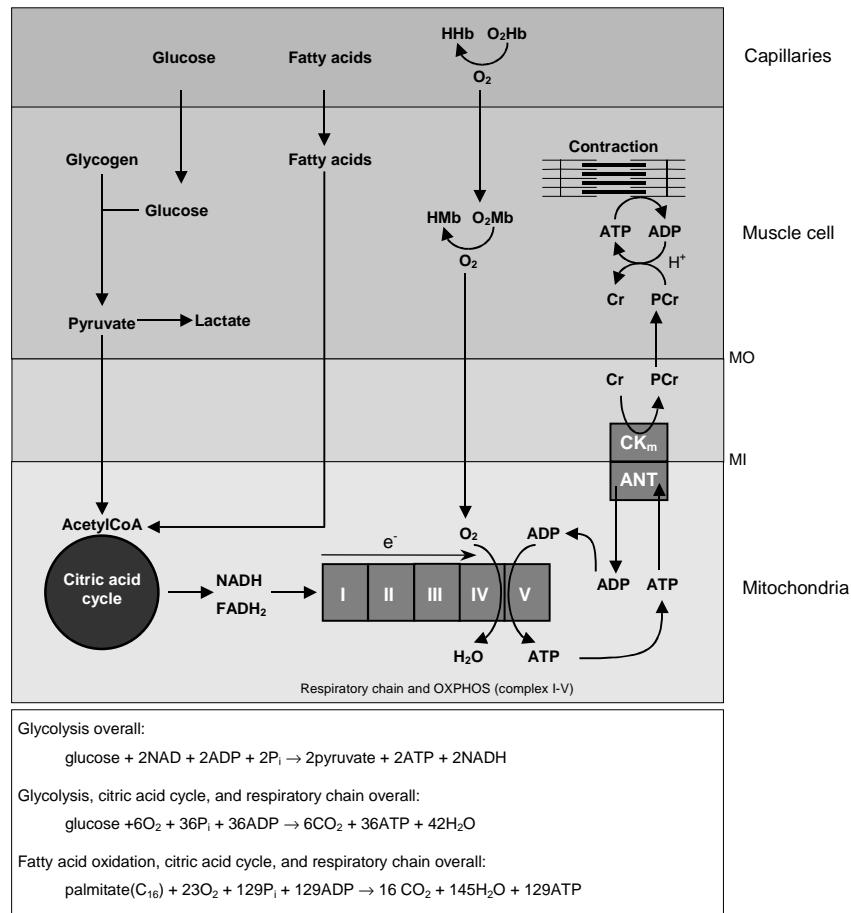 HHb O₂Hb
Capillaries
Glucose Fatty acids
O₂
Contraction
Glycogen Fatty acids
Glucose HMb O₂Mb
ATP ADP Muscle cell
O₂
H⁺
Cr PCr
Pyruvate Lactate
MO
Cr PCr
CKₘ
MI
ANT
AcetylCoA
O₂ ADP
e⁻
Citric acid
cycle
NADH
FADH₂
I II III IV V
ADP ATP Mitochondria
H₂O ATP
Respiratory chain and OXPHOS (complex I-V)
Glycolysis overall:
glucose + 2NAD + 2ADP + 2Pᵢ → 2pyruvate + 2ATP + 2NADH
Glycolysis, citric acid cycle, and respiratory chain overall:
glucose +6O₂ + 36Pᵢ + 36ADP → 6CO₂ + 36ATP + 42H₂O
Fatty acid oxidation, citric acid cycle, and respiratory chain overall:
palmitate(C₁₆) + 23O₂ + 129Pᵢ + 129ADP → 16 CO₂ + 145H₂O + 129ATP